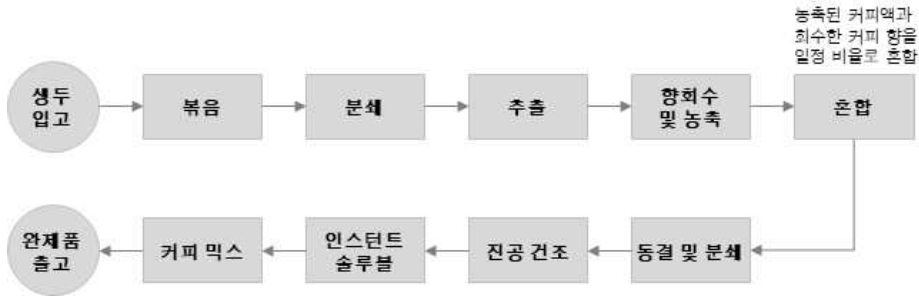 농축된 커피액과
회수한 커피 향을
일정 비율로 혼합
생두
입고
볶음
분쇄
추출
향회수
및 농축
혼합
완제품
출고
커피 믹스
인스턴트
솔루블
진공 건조
동결 및 분쇄